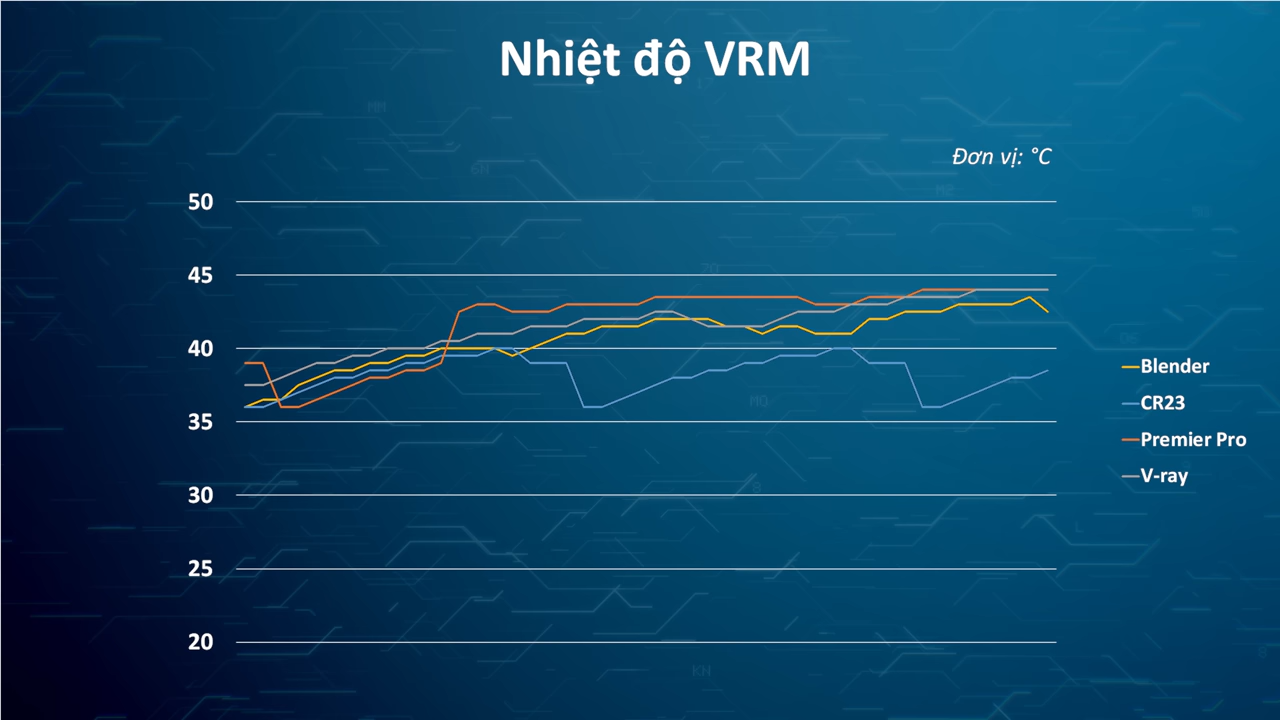 Nhiệt độ VRM
Đơn vị: °C
50
45
40
35
30
25
20
Blender
CR23
Premier Pro
V-ray